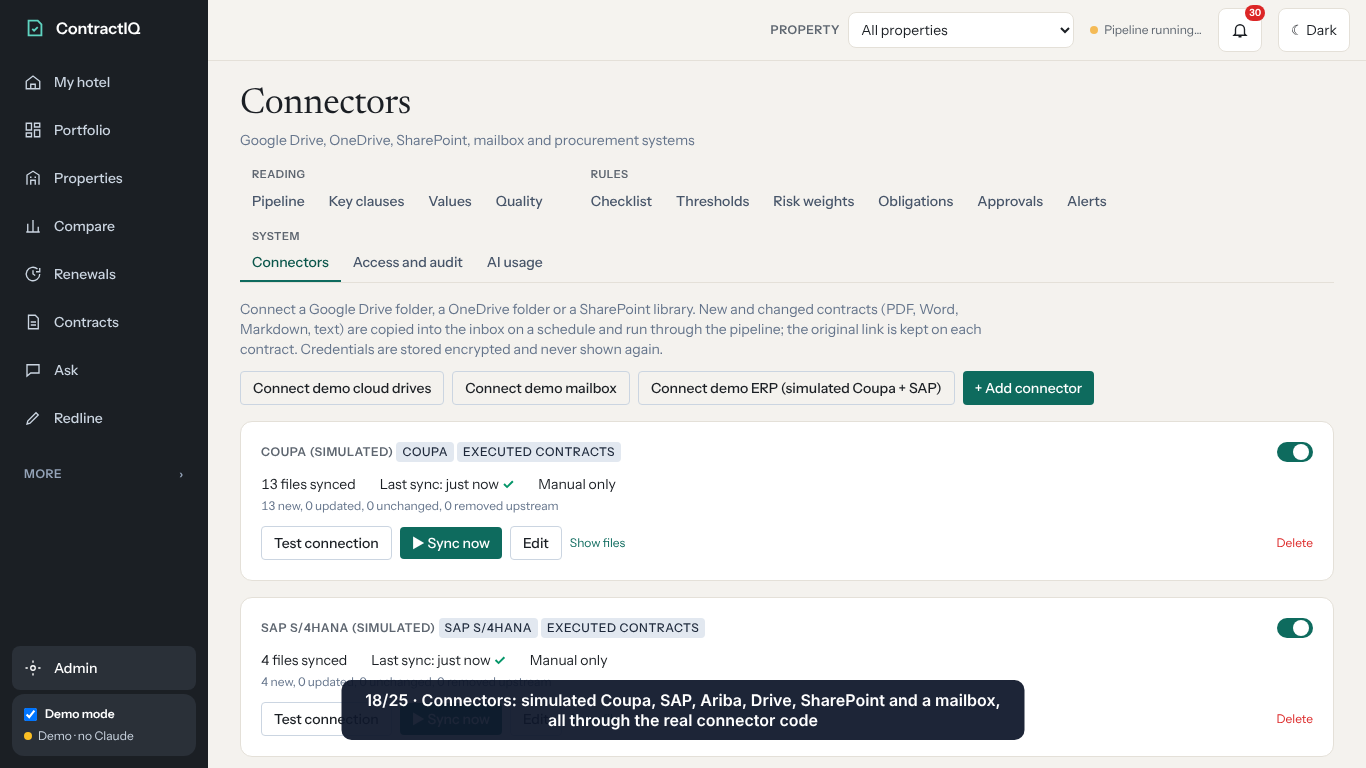 ContractIQ
My hotel
Portfolio
Properties
Compare
Renewals
Contracts
Ask
Redline
MORE ›
Admin
Demo mode
Demo · no Claude
PROPERTY All properties Pipeline running... 30 Dark
Connectors
Google Drive, OneDrive, SharePoint, mailbox and procurement systems
READING
Pipeline Key clauses Values Quality
RULES
Checklist Thresholds Risk weights Obligations Approvals Alerts
SYSTEM
Connectors Access and audit AI usage
Connect a Google Drive folder, a OneDrive folder or a SharePoint library. New and changed contracts (PDF, Word,
Markdown, text) are copied into the inbox on a schedule and run through the pipeline; the original link is kept on each
contract. Credentials are stored encrypted and never shown again.
Connect demo cloud drives Connect demo mailbox Connect demo ERP (simulated Coupa + SAP) + Add connector
COUPA (SIMULATED) COUPA EXECUTED CONTRACTS
13 files synced Last sync: just now ✓ Manual only
13 new, 0 updated, 0 unchanged, 0 removed upstream
Test connection ▶ Sync now Edit Show files Delete
SAP S/4HANA (SIMULATED) SAP S/4HANA EXECUTED CONTRACTS
4 files synced Last sync: just now ✓ Manual only
4 new, 0 updated, 0 unchanged, 0 removed upstream
Test connection ▶ Sync now Edit Delete
18/25 · Connectors: simulated Coupa, SAP, Ariba, Drive, SharePoint and a mailbox,
all through the real connector code